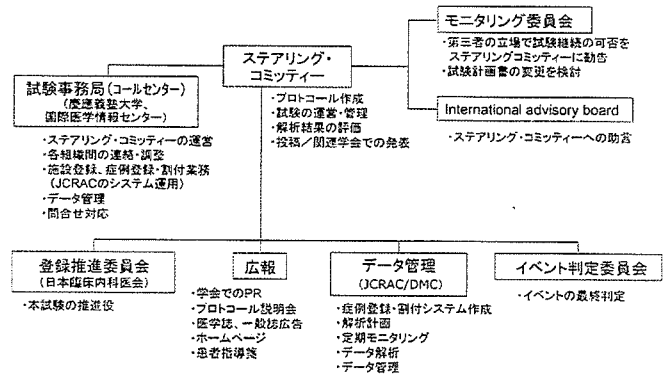 モニタリング委員会
・第三者の立場で試験継続の可否を
ステアリングコミッティーに勧告
・試験計画書の変更を検討
ステアリング・
コミッティー
・プロトコール作成
・試験の運営・管理
・解析結果の評価
・投稿／関連学会での発表
試験事務局(コールセンター)
(慶應義塾大学、
国際医学情報センター)
・ステアリング・コミッティーの運営
・各組織間の連絡・調整
・施設登録、症例登録・割付業務
(JCRACのシステム運用)
・データ管理
・問合せ対応
International advisory board
・ステアリング・コミッティーへの助言
登録推進委員会
(日本臨床内科医会)
・本試験の推進役
広報
・学会でのPR
・プロトコール説明会
・医学誌、一般誌広告
・ホームページ
・患者指導箋
データ管理
(JCRAC/DMC)
・症例登録・割付システム作成
・解析計画
・定期モニタリング
・データ解析
・データ管理
イベント判定委員会
・イベントの最終判定